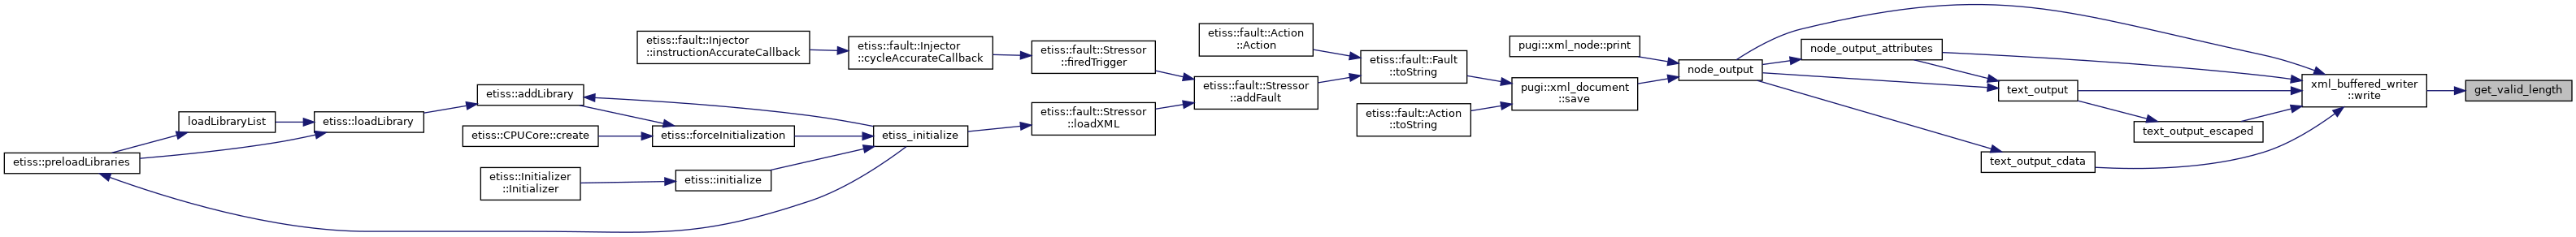 etiss::preloadLibraries
loadLibraryList
etiss::loadLibrary
etiss::addLibrary
etiss::CPUCore::create
etiss::Initializer
::Initializer
etiss::fault::Injector
::instructionAccurateCallback
etiss::forceInitialization
etiss::initialize
etiss::fault::Injector
::cycleAccurateCallback
etiss_initialize
etiss::fault::Stressor
::firedTrigger
etiss::fault::Stressor
::loadXML
etiss::fault::Action
::Action
etiss::fault::Stressor
::addFault
etiss::fault::Fault
::toString
etiss::fault::Action
::toString
pugi::xml_node::print
pugi::xml_document
::save
node_output
node_output_attributes
text_output
text_output_cdata
text_output_escaped
xml_buffered_writer
::write
get_valid_length